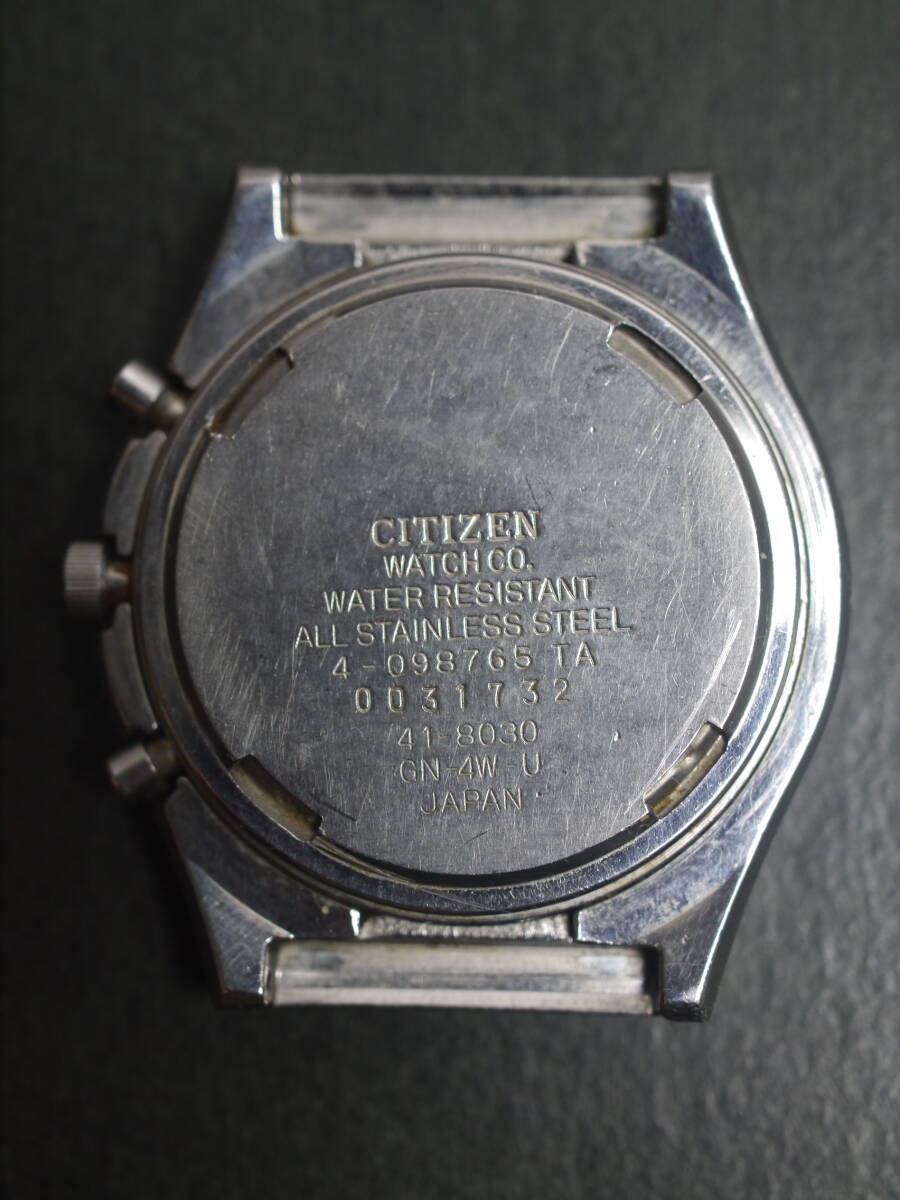 CITIZEN
WATCH CO.
WATER RESISTANT
ALL STAINLESS STEEL
4-098765 TA
0031732
41-8030
GN-4W-U
JAPAN